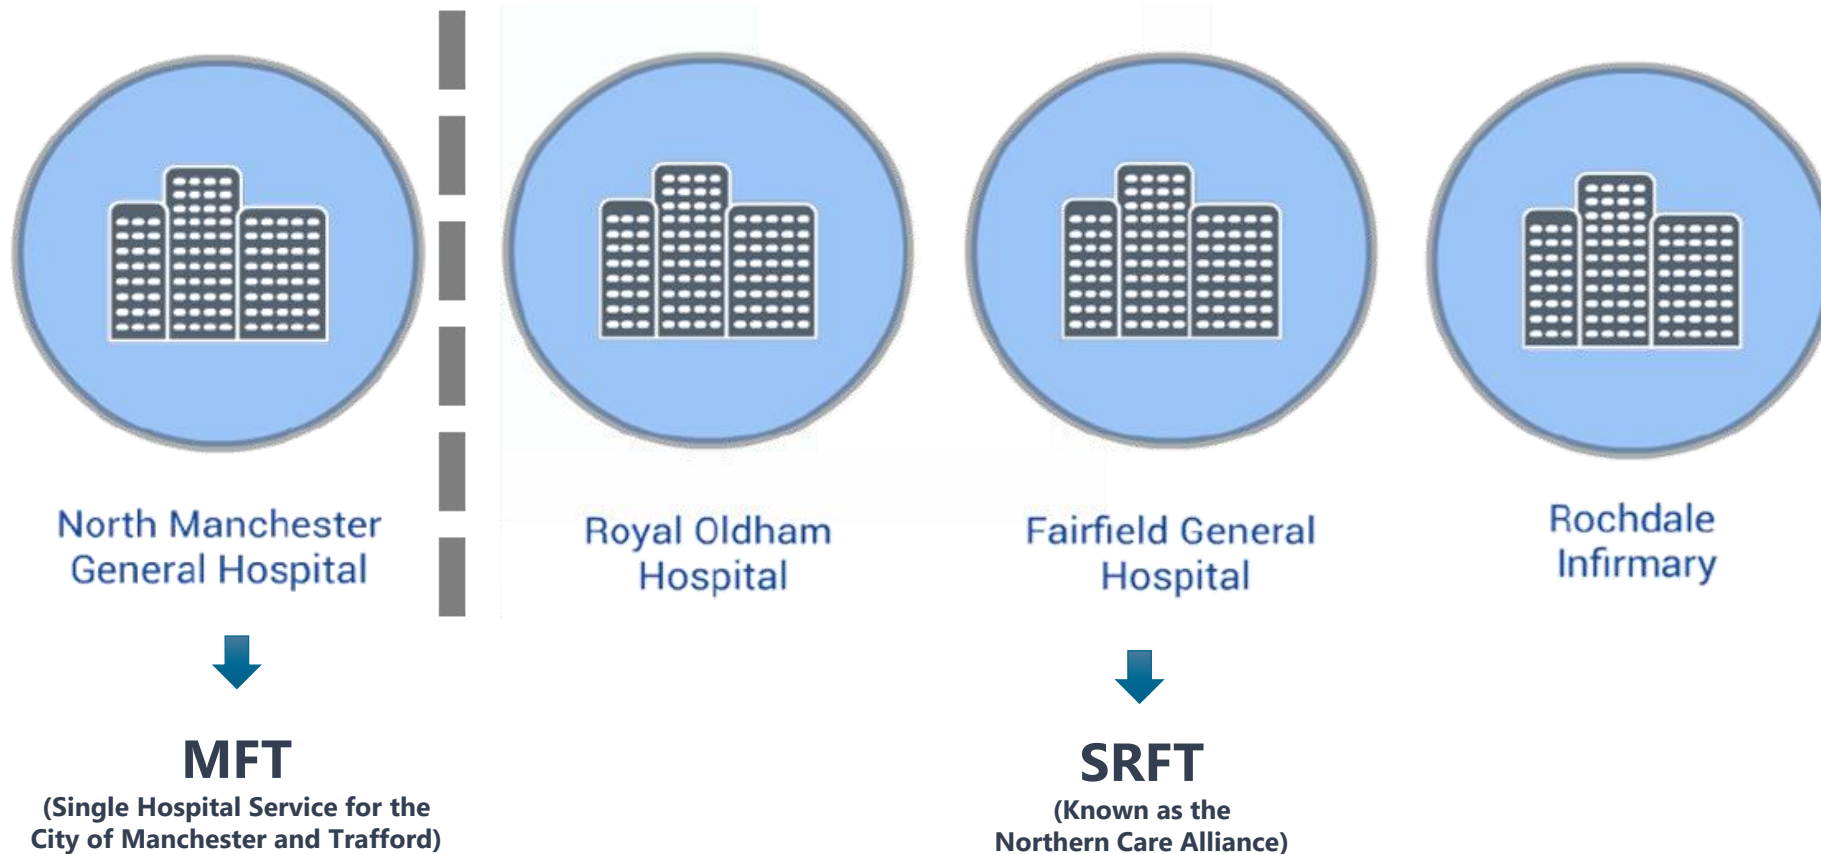 North Manchester
General Hospital
Royal Oldham
Hospital
Fairfield General
Hospital
Rochdale
Infirmary
MFT
(Single Hospital Service for the
City of Manchester and Trafford)
SRFT
(Known as the
Northern Care Alliance)